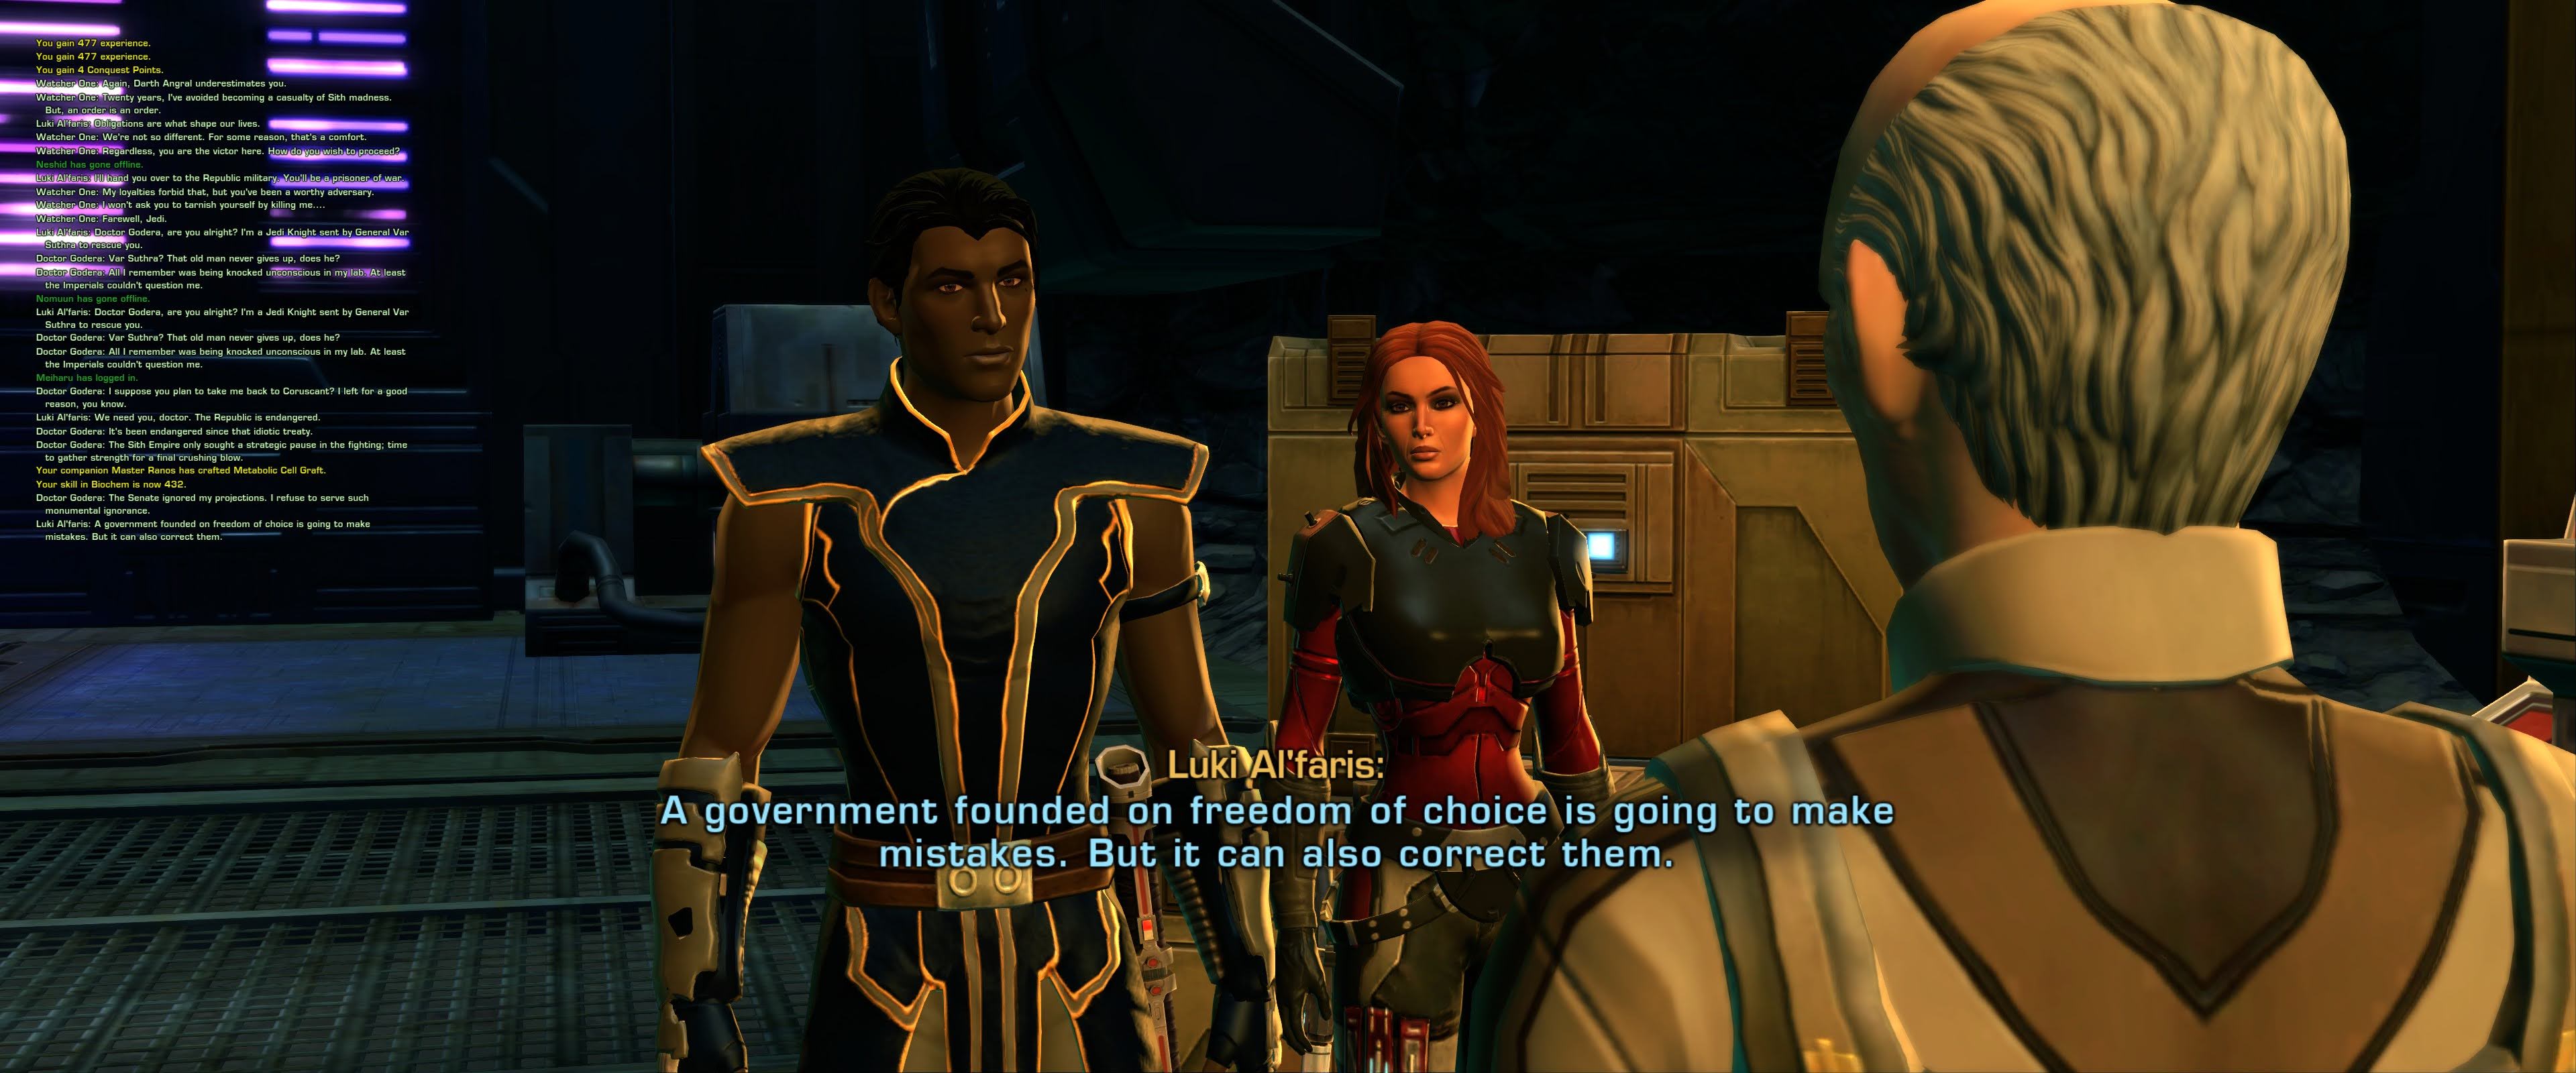 You gain 477 experience.
You gain 477 experience.
You gain 4 Conquest Points.
Watcher One: Again, Darth Angral underestimates you.
Watcher One: Twenty years, I've avoided becoming a casualty of Sith madness.
But, an order is an order.
Luki Al'faris: Obligations are what shape our lives.
Watcher One: We're not so different. For some reason, that's a comfort.
Watcher One: Regardless, you are the victor here. How do you wish to proceed?
Neshid has gone offline.
Luki Al'faris: I'll hand you over to the Republic military. You'll be a prisoner of war.
Watcher One: My loyalties forbid that, but you've been a worthy adversary.
Watcher One: I won't ask you to tarnish yourself by killing me....
Watcher One: Farewell, Jedi.
Luki Al'faris: Doctor Godera, are you alright? I'm a Jedi Knight sent by General Var
Suthra to rescue you.
Doctor Godera: Var Suthra? That old man never gives up, does he?
Doctor Godera: All I remember was being knocked unconscious in my lab. At least
the Imperials couldn't question me.
Nomuun has gone offline.
Luki Al'faris: Doctor Godera, are you alright? I'm a Jedi Knight sent by General Var
Suthra to rescue you.
Doctor Godera: Var Suthra? That old man never gives up, does he?
Doctor Godera: All I remember was being knocked unconscious in my lab. At least
the Imperials couldn't question me.
Meiharu has logged in.
Doctor Godera: I suppose you plan to take me back to Coruscant? I left for a good
reason, you know.
Luki Al'faris: We need you, doctor. The Republic is endangered.
Doctor Godera: It's been endangered since that idiotic treaty.
Doctor Godera: The Sith Empire only sought a strategic pause in the fighting; time
to gather strength for a final crushing blow.
Your companion Master Ranos has crafted Metabolic Cell Graft.
Your skill in Biochem is now 432.
Doctor Godera: The Senate ignored my projections. I refuse to serve such
monumental ignorance.
Luki Al'faris: A government founded on freedom of choice is going to make
mistakes. But it can also correct them.
Luki Al'faris:
A government founded on freedom of choice is going to make
mistakes. But it can also correct them.